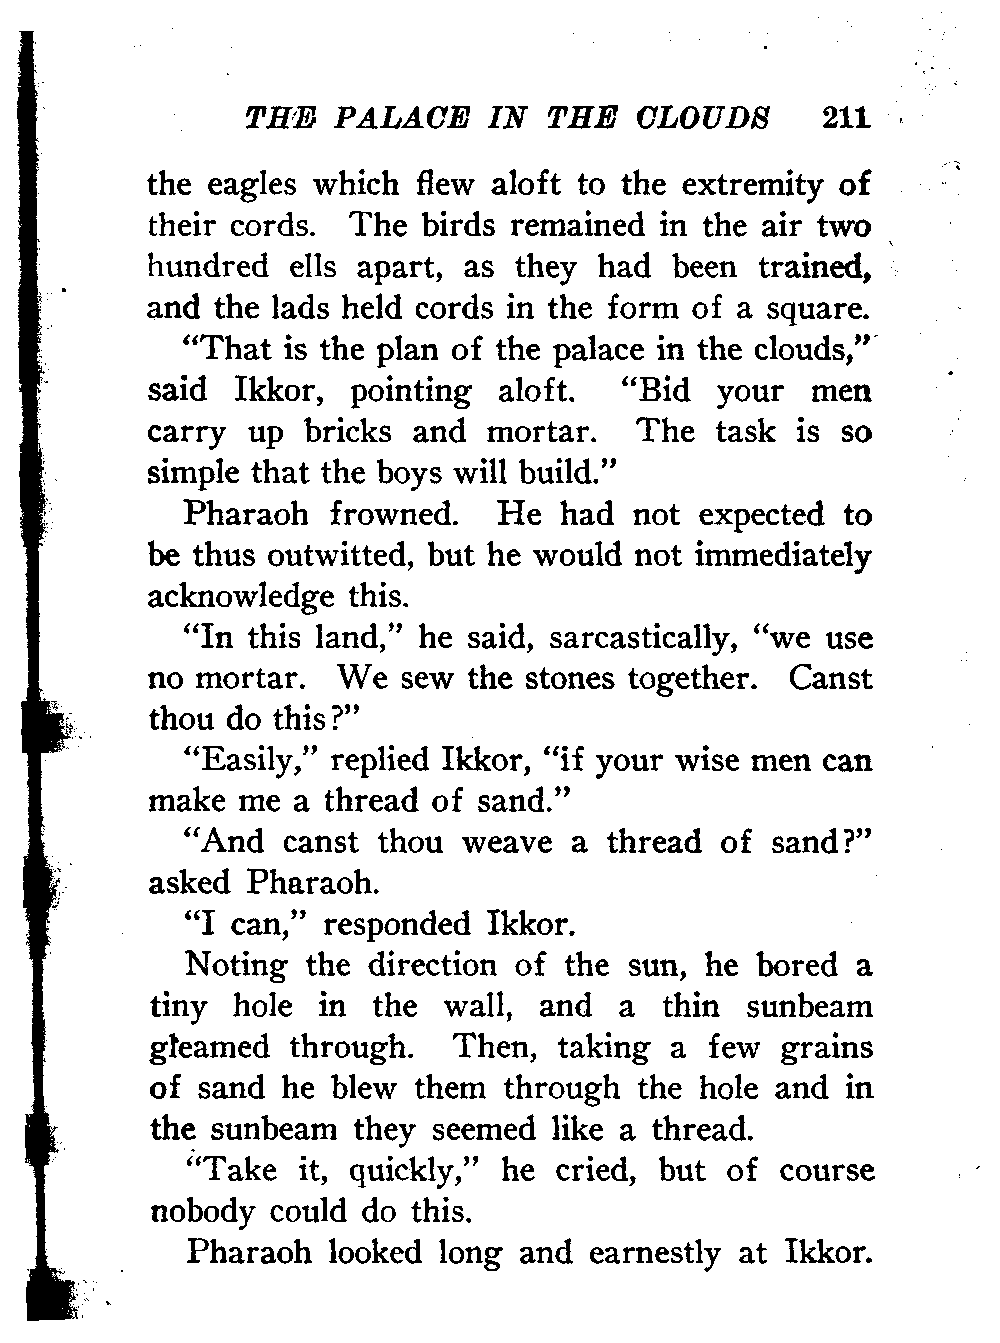 THE PALACE IN THE CLOUDS 211
the eagles which flew aloft to the extremity of
their cords. The birds remained in the air two
hundred ells apart, as they had been trained,
and the lads held cords in the form of a square.
“That is the plan of the palace in the clouds,”
said Ikkor, pointing aloft. “Bid your men
carry up bricks and mortar. The task is so
simple that the boys will build.”
Pharaoh frowned. He had not expected to
be thus outwitted, but he would not immediately
acknowledge this.
“In this land,” he said, sarcastically, “we use
no mortar. We sew the stones together. Canst
thou do this?”
“Easily,” replied Ikkor, “if your wise men can
make me a thread of sand.”
“And canst thou weave a thread of sand?”
asked Pharaoh.
“I can,” responded Ikkor.
Noting the direction of the sun, he bored a
tiny hole in the wall, and a thin sunbeam
gleamed through. Then, taking a few grains
of sand he blew them through the hole and in
the sunbeam they seemed like a thread.
“Take it, quickly,” he cried, but of course
nobody could do this.
Pharaoh looked long and earnestly at Ikkor.